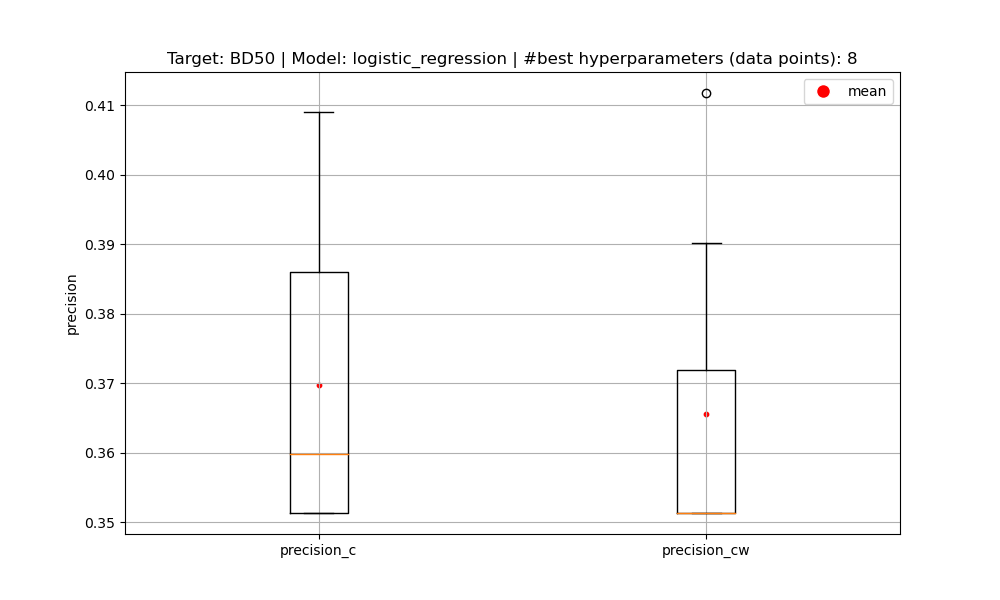 Target: BD50 | Model: logistic_regression | #best hyperparameters (data points): 8
mean
0.41
0.40
0.39
0.38
0.37
0.36
0.35
precision
precision_c
precision_cw